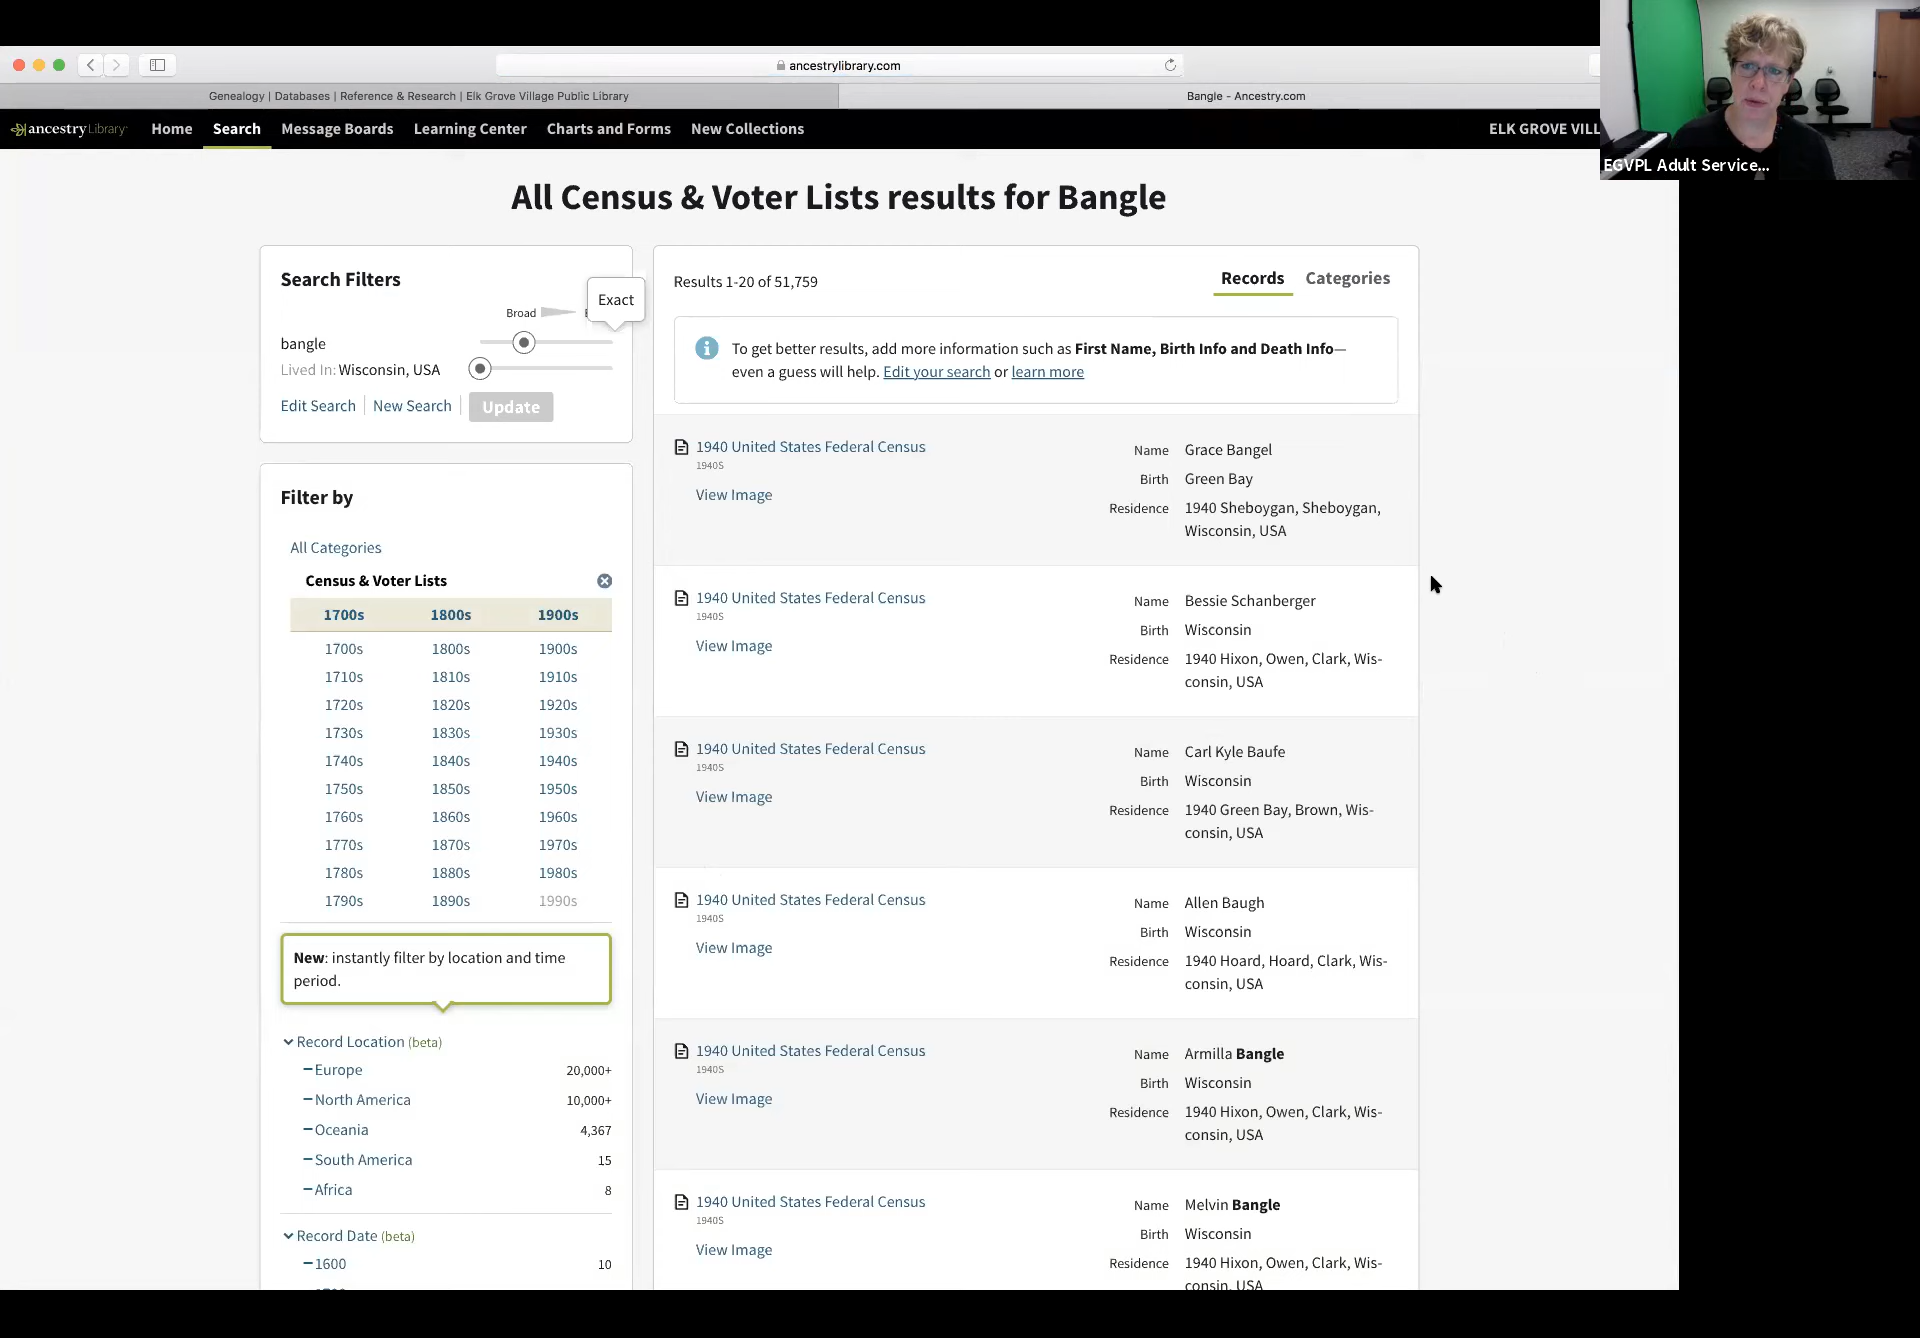 ancestrylibrary.com
Genealogy | Databases | Reference & Research | Elk Grove Village Public Library
Bangle - Ancestry.com
ancestryLibrary
Home
Search
Message Boards
Learning Center
Charts and Forms
New Collections
ELK GROVE VILL
EGVPL Adult Service...
All Census & Voter Lists results for Bangle
Search Filters
Exact
Broad
bangle
Lived In: Wisconsin, USA
Edit Search
New Search
Update
Filter by
All Categories
Census & Voter Lists
1700s 1800s 1900s
1700s 1800s 1900s
1710s 1810s 1910s
1720s 1820s 1920s
1730s 1830s 1930s
1740s 1840s 1940s
1750s 1850s 1950s
1760s 1860s 1960s
1770s 1870s 1970s
1780s 1880s 1980s
1790s 1890s 1990s
New: instantly filter by location and time
period.
Record Location (beta)
Europe 20,000+
North America 10,000+
Oceania 4,367
South America 15
Africa 8
Record Date (beta)
1600 10
Results 1-20 of 51,759
Records
Categories
To get better results, add more information such as First Name, Birth Info and Death Info—
even a guess will help. Edit your search or learn more
1940 United States Federal Census
1940S
View Image
Name Grace Bangel
Birth Green Bay
Residence 1940 Sheboygan, Sheboygan,
Wisconsin, USA
1940 United States Federal Census
1940S
View Image
Name Bessie Schanberger
Birth Wisconsin
Residence 1940 Hixon, Owen, Clark, Wis-
consin, USA
1940 United States Federal Census
1940S
View Image
Name Carl Kyle Baufe
Birth Wisconsin
Residence 1940 Green Bay, Brown, Wis-
consin, USA
1940 United States Federal Census
1940S
View Image
Name Allen Baugh
Birth Wisconsin
Residence 1940 Hoard, Hoard, Clark, Wis-
consin, USA
1940 United States Federal Census
1940S
View Image
Name Armilla Bangle
Birth Wisconsin
Residence 1940 Hixon, Owen, Clark, Wis-
consin, USA
1940 United States Federal Census
1940S
View Image
Name Melvin Bangle
Birth Wisconsin
Residence 1940 Hixon, Owen, Clark, Wis-
consin, USA